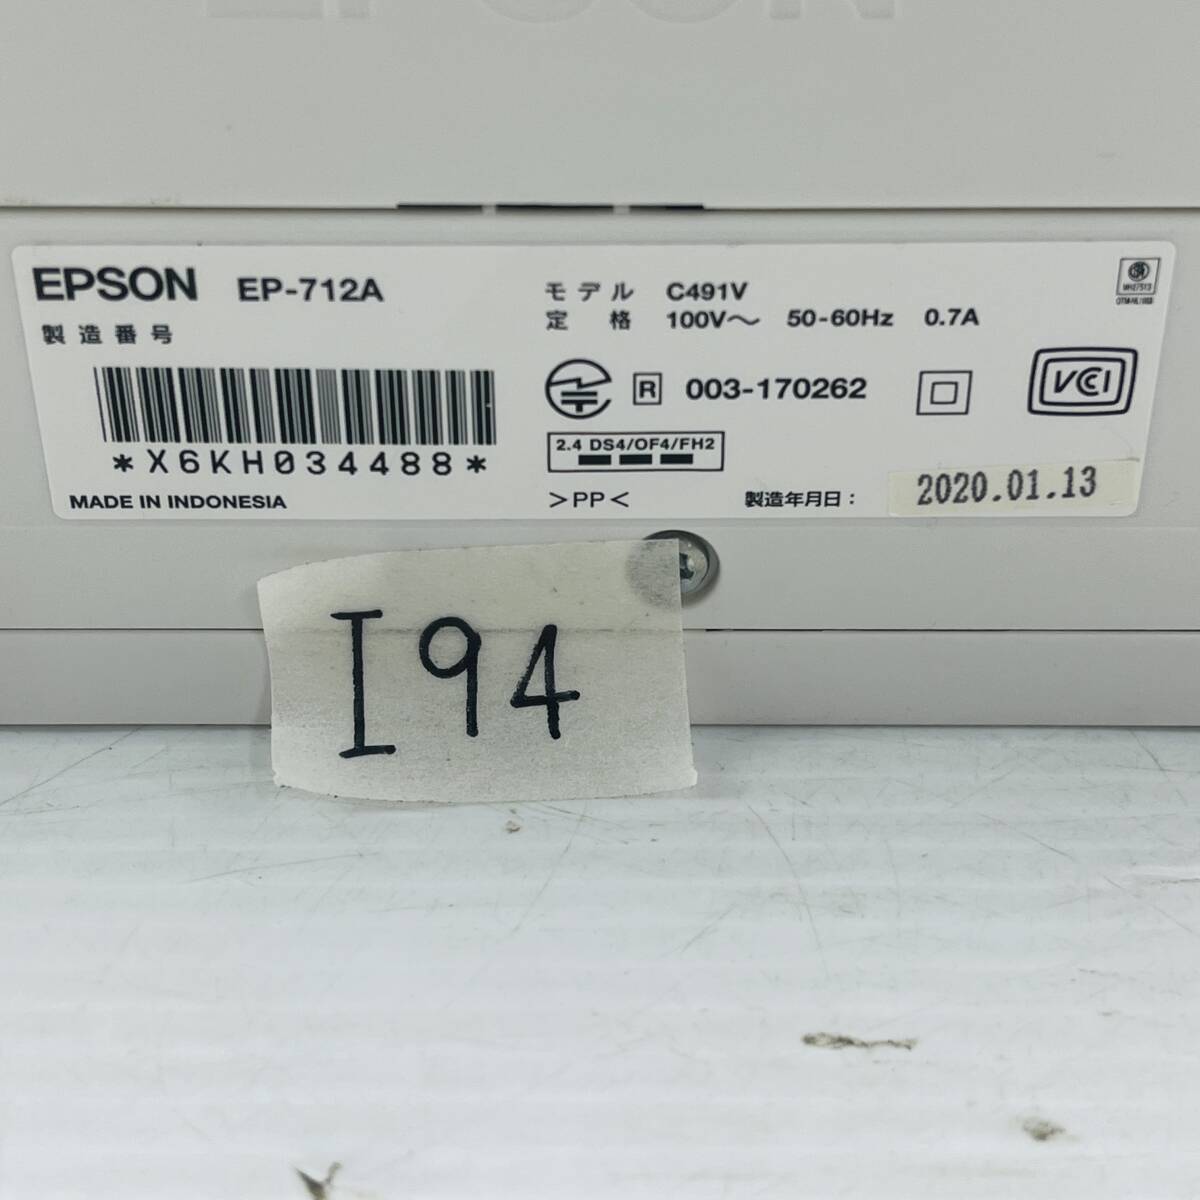 EPSON
EPSON EP-712A
製造番号
*X6KH034488*
MADE IN INDONESIA
モデル C491V
定格 100V～ 50-60Hz 0.7A
R 003-170262
VCCI
2.4 DS4/OF4/FH2
>PP<
製造年月日： 2020.01.13
I94